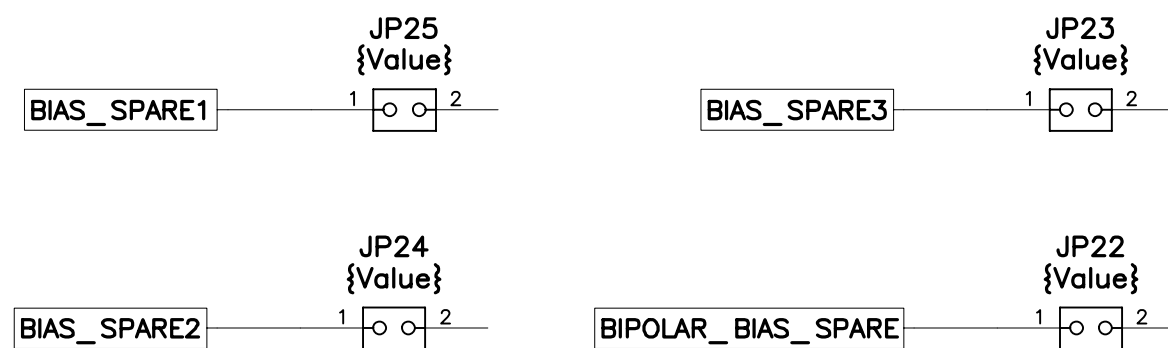 JP25
{Value}
BIAS_SPARE1 1 2
JP23
{Value}
BIAS_SPARE3 1 2
JP24
{Value}
BIAS_SPARE2 1 2
JP22
{Value}
BIPOLAR_BIAS_SPARE 1 2